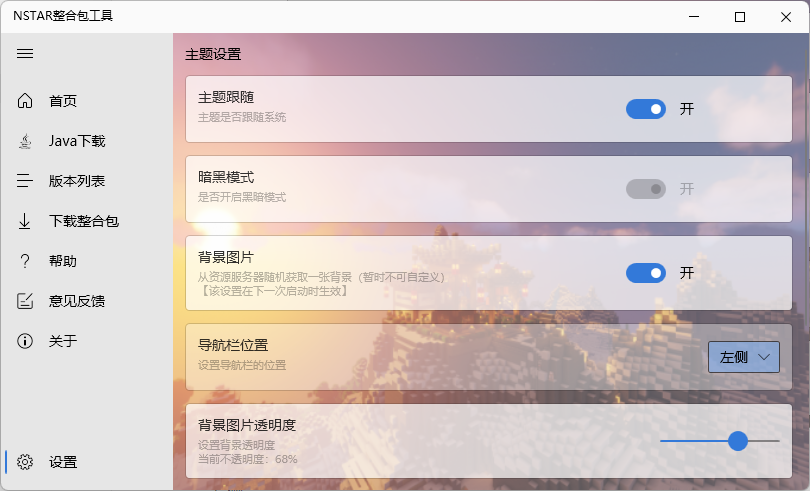 NSTAR整合包工具
首页
Java下载
版本列表
下载整合包
帮助
意见反馈
关于
设置
主题设置
主题跟随
主题是否跟随系统
开
暗黑模式
是否开启黑暗模式
开
背景图片
从资源服务器随机获取一张背景（暂时不可自定义）
【该设置在下一次启动时生效】
开
导航栏位置
设置导航栏的位置
左侧
背景图片透明度
设置背景透明度
当前不透明度：68%